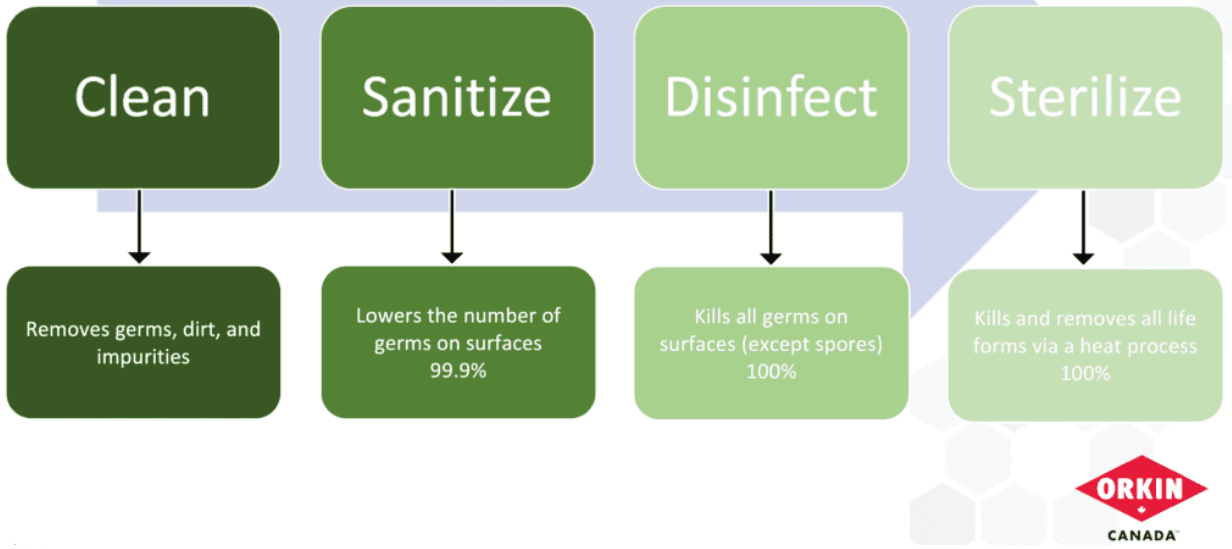 Clean
Sanitize
Disinfect
Sterilize
Removes germs, dirt, and
impurities
Lowers the number of
germs on surfaces
99.9%
Kills all germs on
surfaces (except spores)
100%
Kills and removes all life
forms via a heat process
100%
ORKIN
CANADA™